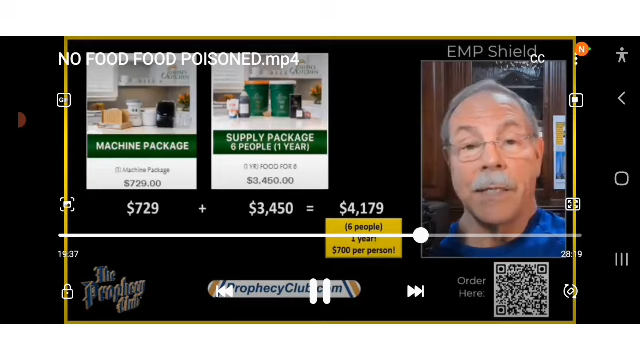 EMP Shield
NO FOOD FOOD POISONED.mp4
CC
N
GIF
MACHINE PACKAGE
(1) Machine Package
$729.00
SUPPLY PACKAGE
6 PEOPLE (1 YEAR)
(1 YR) FOOD FOR 6
$3,450.00
$729 + $3,450 = $4,179
(6 people)
1 year!
$700 per person!
19:37
28:19
The
Prophecy
Club
ProphecyClub.com
Order
Here: